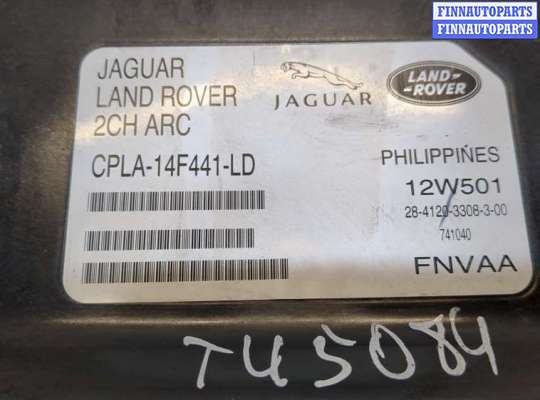 FINNAUTOPARTS
FINNAUTOPARTS
JAGUAR
LAND ROVER
2CH ARC
JAGUAR
LAND-
-ROVER
CPLA-14F441-LD
PHILIPPINES
12W501
28-4120-3308-3-00
741040
FNVAA
T45084